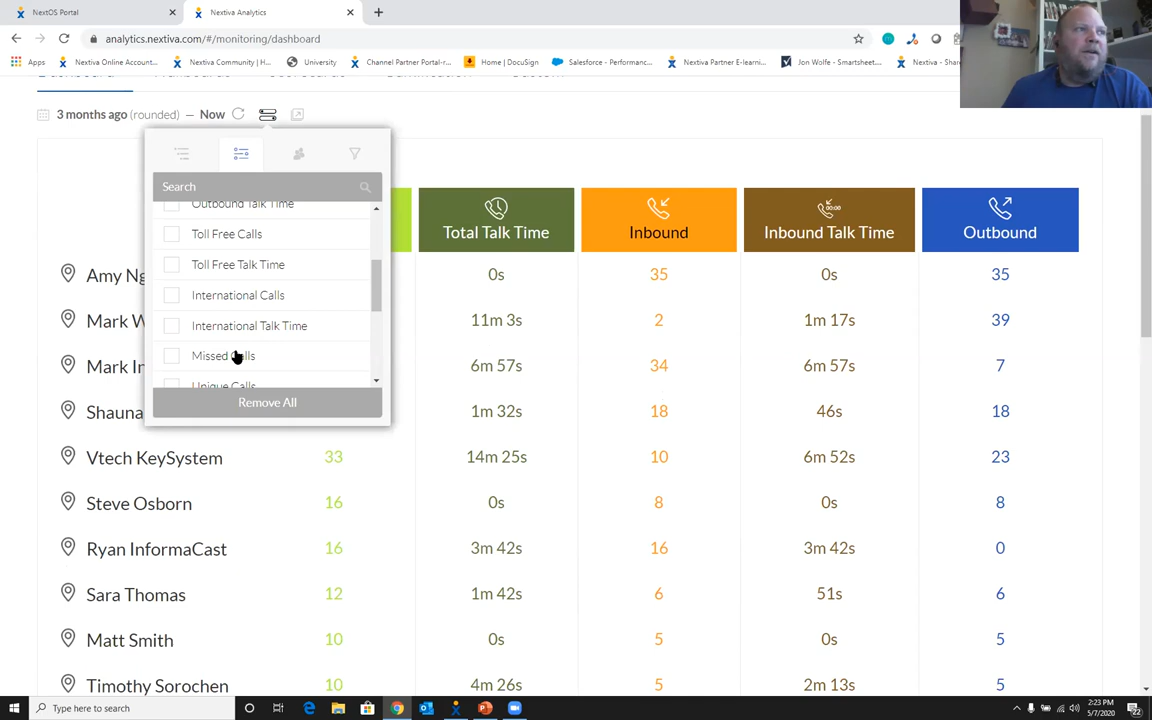 NextOS Portal
Nextiva Analytics
analytics.nextiva.com/#/monitoring/dashboard
Apps
Nextiva Online Account...
Nextiva Community | H...
University
Channel Partner Portal-r...
Home | DocuSign
Salesforce - Performanc...
Nextiva Partner E-learni...
Jon Wolfe - Smartsheet...
Nextiva - Shar
3 months ago (rounded) — Now
Search
Outbound Talk Time
Toll Free Calls
Toll Free Talk Time
International Calls
International Talk Time
Missed Calls
Unique Calls
Remove All
Total Talk Time
Inbound
Inbound Talk Time
Outbound
Amy Ng 0s 35 0s 35
Mark W 11m 3s 2 1m 17s 39
Mark In 6m 57s 34 6m 57s 7
Shauna 1m 32s 18 46s 18
Vtech KeySystem 33 14m 25s 10 6m 52s 23
Steve Osborn 16 0s 8 0s 8
Ryan InformaCast 16 3m 42s 16 3m 42s 0
Sara Thomas 12 1m 42s 6 51s 6
Matt Smith 10 0s 5 0s 5
Timothy Sorochen 10 4m 26s 5 2m 13s 5
Type here to search
2:23 PM
5/7/2020
22